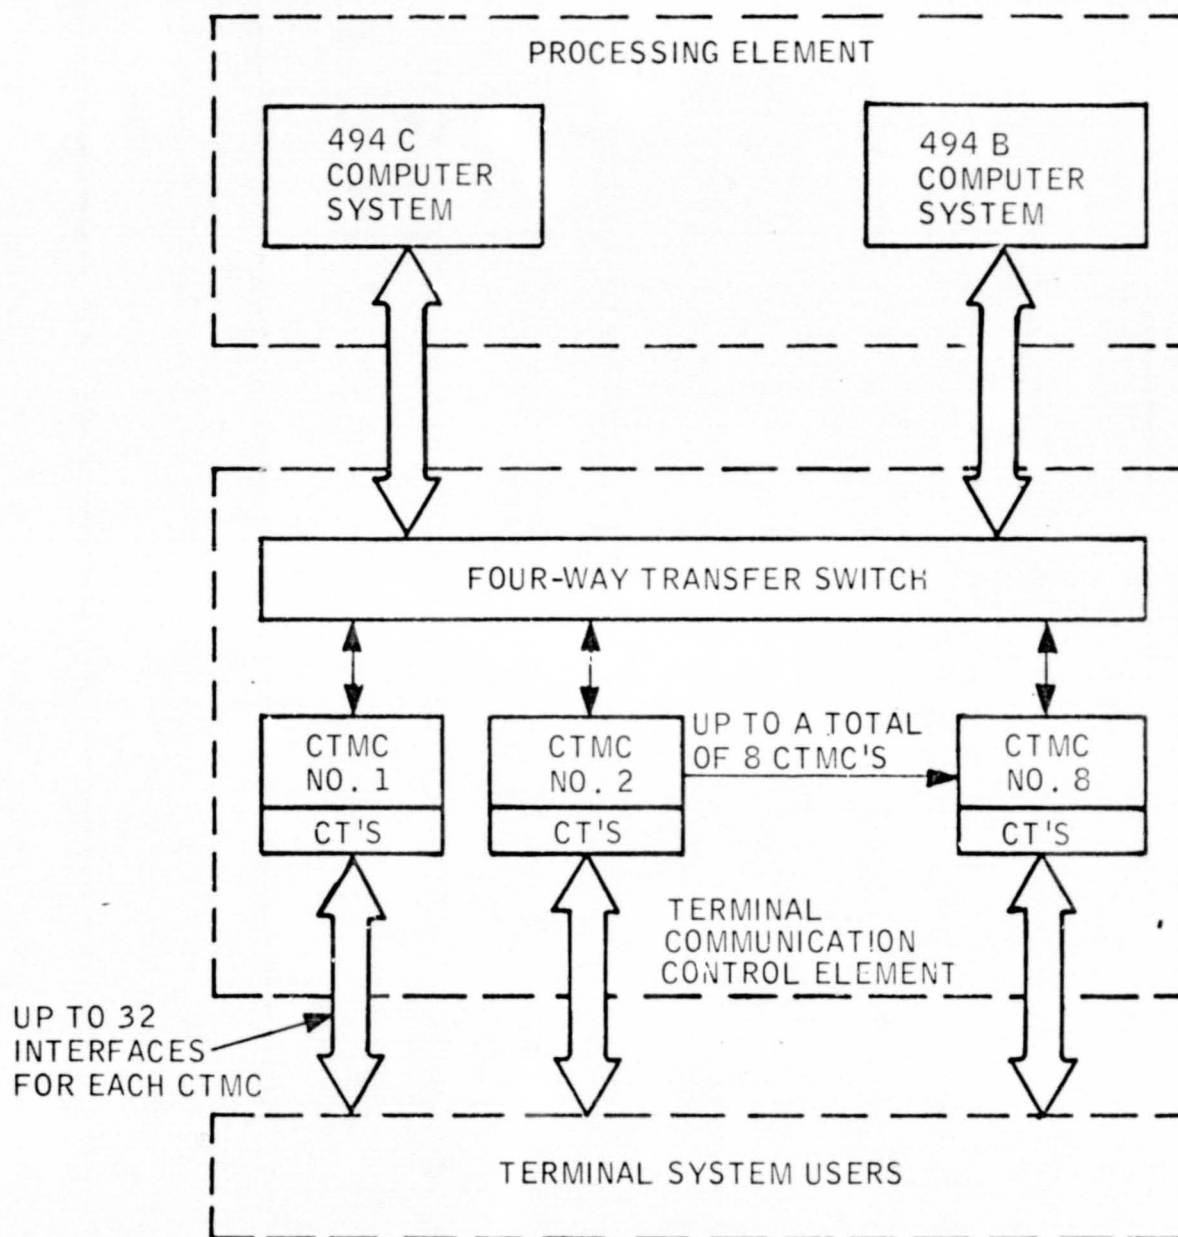 PROCESSING ELEMENT
494 C
COMPUTER
SYSTEM
494 B
COMPUTER
SYSTEM
FOUR-WAY TRANSFER SWITCH
CTMC
NO. 1
CT'S
CTMC
NO. 2
CT'S
UP TO A TOTAL
OF 8 CTMC'S
CTMC
NO. 8
CT'S
TERMINAL
COMMUNICATION
CONTROL ELEMENT
UP TO 32
INTERFACES
FOR EACH CTMC
TERMINAL SYSTEM USERS